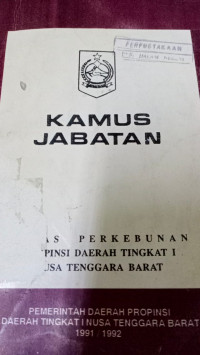 PERPUSTAKAAN
KAMUS
JABATAN
AS PERKEBUNAN
PINSI DAERAH TINGKAT I
USA TENGGARA BARAT
PEMERINTAH DAERAH PROPINSI
DAERAH TINGKAT I NUSA TENGGARA BARAT
1991 - 1992